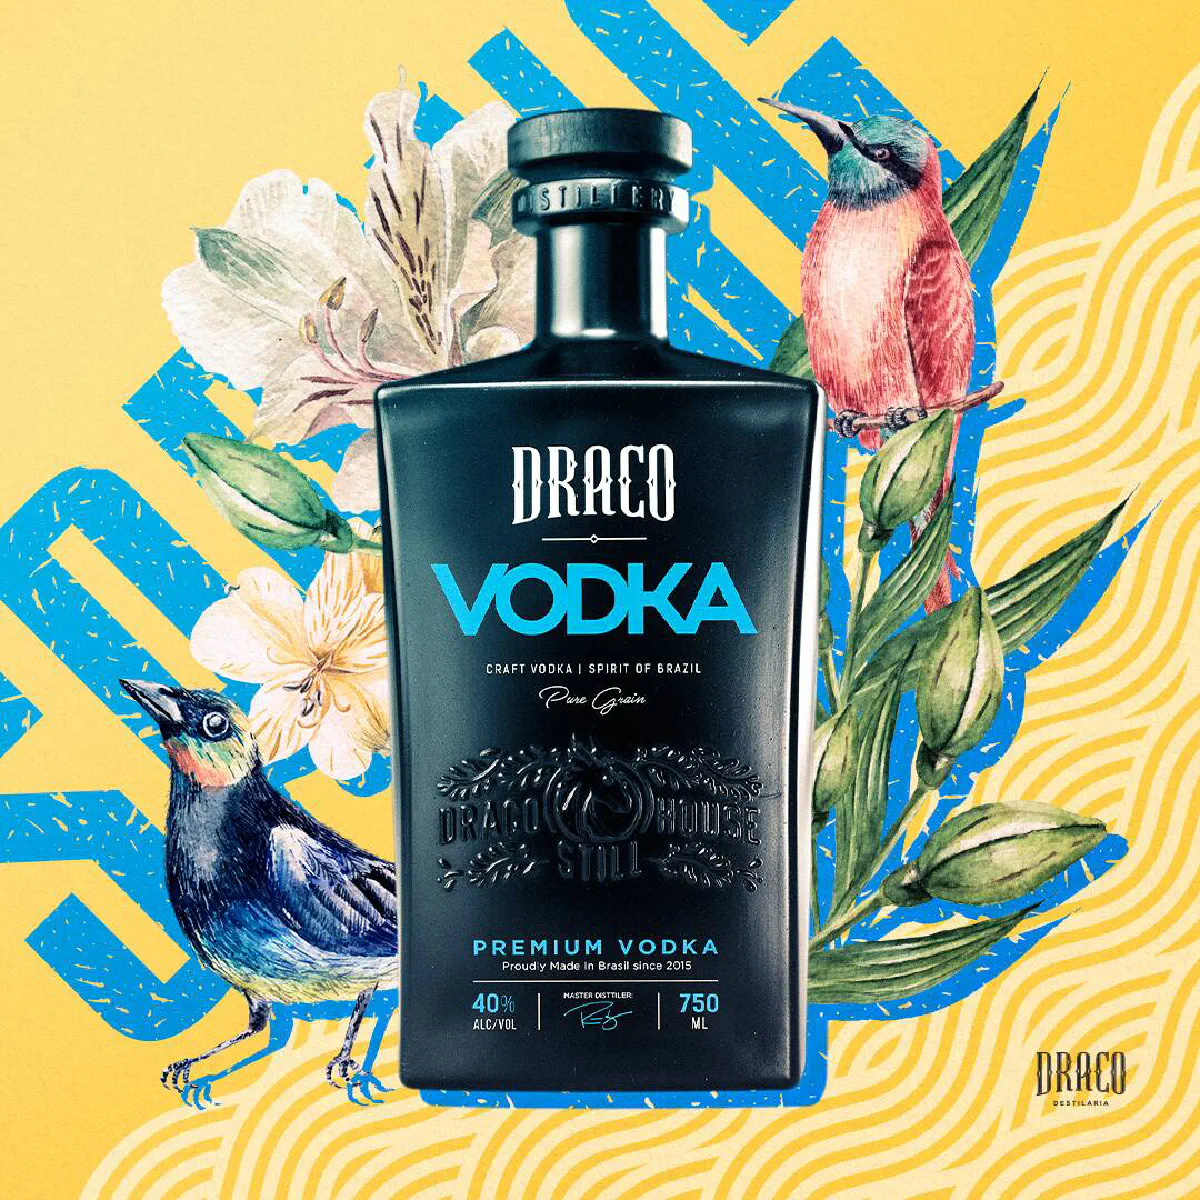 DISTILLERY
DRACO
VODKA
CRAFT VODKA | SPIRIT OF BRAZIL
Pure Grain
DRACO HOUSE
STILL
PREMIUM VODKA
Proudly Made In Brasil since 2015
40% ALC/VOL
MASTER DISTTILER
750 ML
DRACO
DESTILARIA